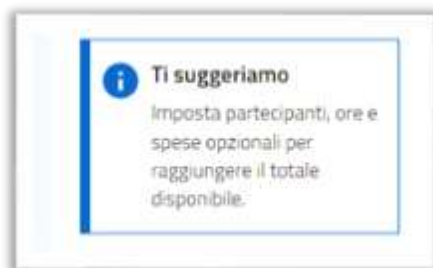 Ti suggeriamo
Imposta partecipanti, ore e
spese opzionali per
raggiungere il totale
disponibile.